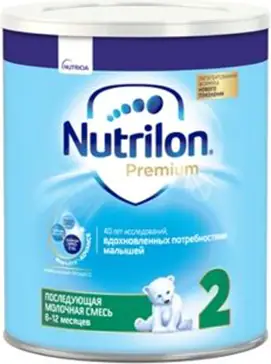 NUTRICIA
Nutrilon
Premium
40 лет исследований,
вдохновленных потребностями
малышей
ПОСЛЕДУЮЩАЯ
МОЛОЧНАЯ СМЕСЬ
6-12 месяцев
2